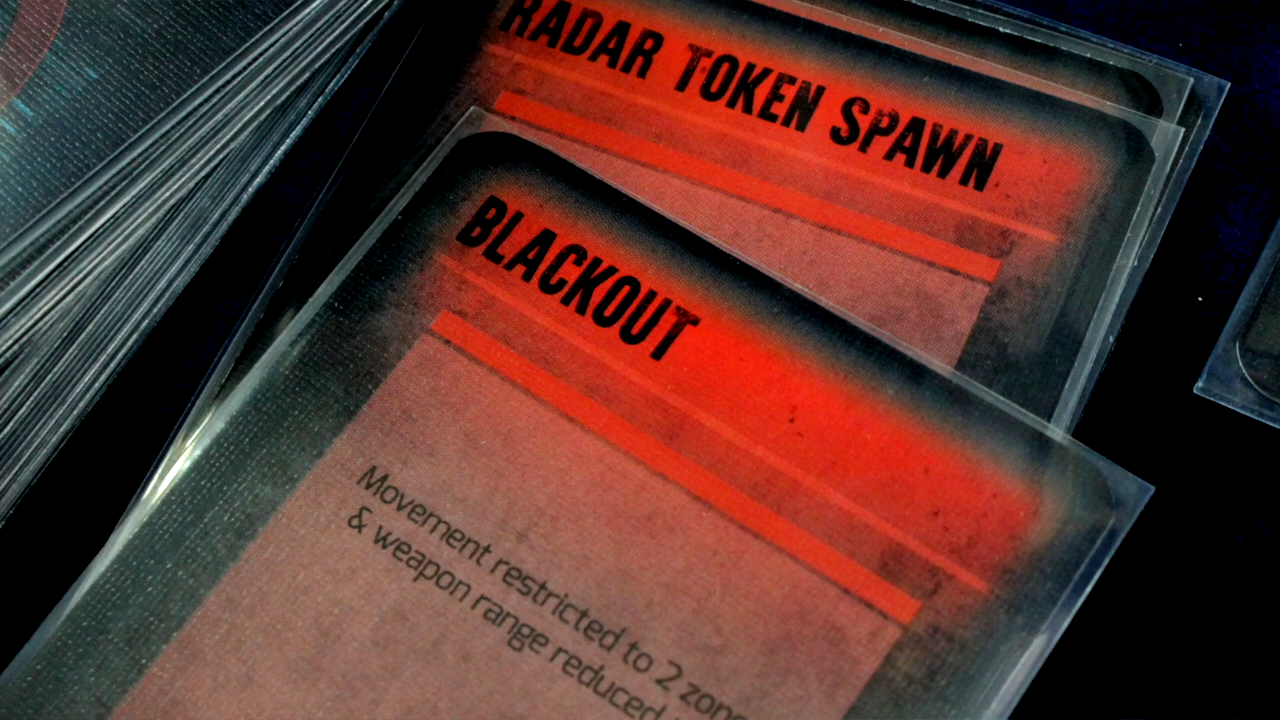 RADAR TOKEN SPAWN
BLACKOUT
Movement restricted to 2
& weapon range reduced